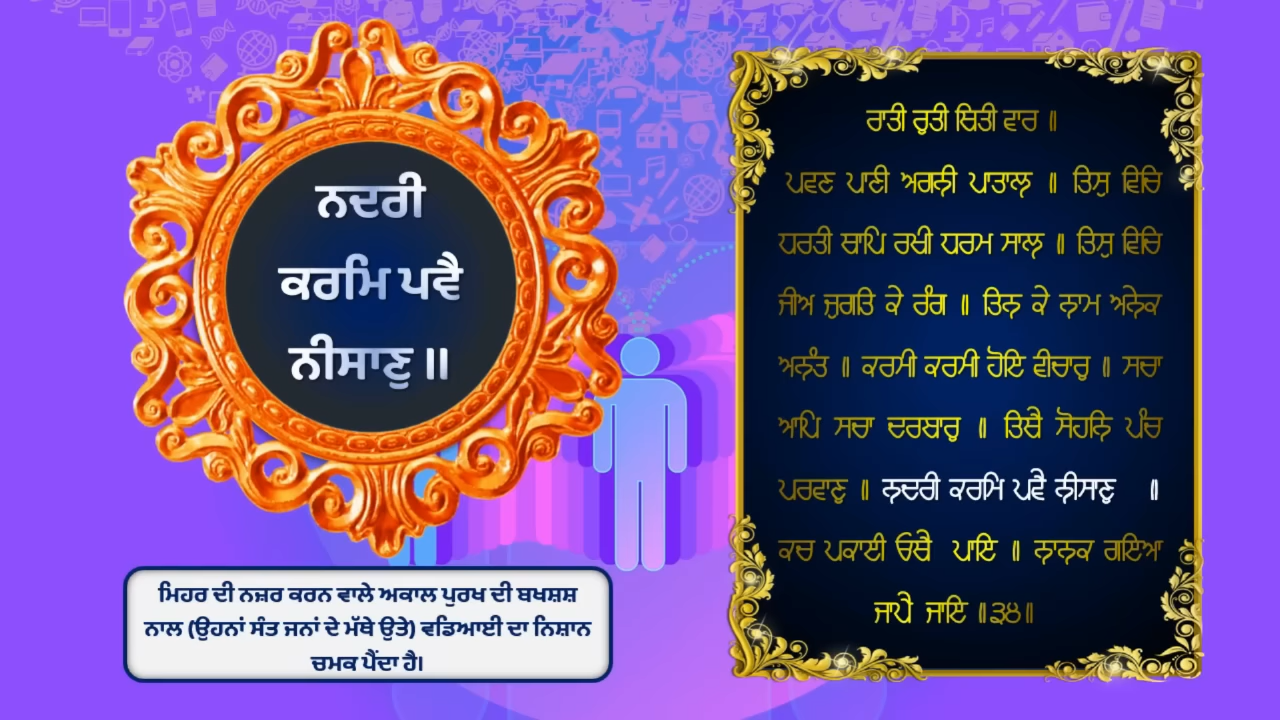 ਨਦਰੀ
ਕਰਮਿ ਪਵੈ
ਨੀਸਾਣੁ ॥
ਮਿਹਰ ਦੀ ਨਜ਼ਰ ਕਰਨ ਵਾਲੇ ਅਕਾਲ ਪੁਰਖ ਦੀ ਬਖਸ਼ਸ਼
ਨਾਲ (ਉਹਨਾਂ ਸੰਤ ਜਨਾਂ ਦੇ ਮੱਥੇ ਉਤੇ) ਵਡਿਆਈ ਦਾ ਨਿਸ਼ਾਨ
ਚਮਕ ਪੈਂਦਾ ਹੈ।
ਰਾਤੀ ਰੁਤੀ ਥਿਤੀ ਵਾਰ ॥
ਪਵਣ ਪਾਣੀ ਅਗਨੀ ਪਾਤਾਲ ॥ ਤਿਸੁ ਵਿਚਿ
ਧਰਤੀ ਥਾਪਿ ਰਖੀ ਧਰਮ ਸਾਲ ॥ ਤਿਸੁ ਵਿਚਿ
ਜੀਅ ਜੁਗਤਿ ਕੇ ਰੰਗ ॥ ਤਿਨ ਕੇ ਨਾਮ ਅਨੇਕ
ਅਨੰਤ ॥ ਕਰਮੀ ਕਰਮੀ ਹੋਇ ਵੀਚਾਰੁ ॥ ਸਚਾ
ਆਪਿ ਸਚਾ ਦਰਬਾਰੁ ॥ ਤਿਥੈ ਸੋਹਨਿ ਪੰਚ
ਪਰਵਾਣੁ ॥ ਨਦਰੀ ਕਰਮਿ ਪਵੈ ਨੀਸਾਣੁ ॥
ਕਚ ਪਕਾਈ ਓਥੈ ਪਾਇ ॥ ਨਾਨਕ ਗਇਆ
ਜਾਪੈ ਜਾਇ ॥੩੪॥